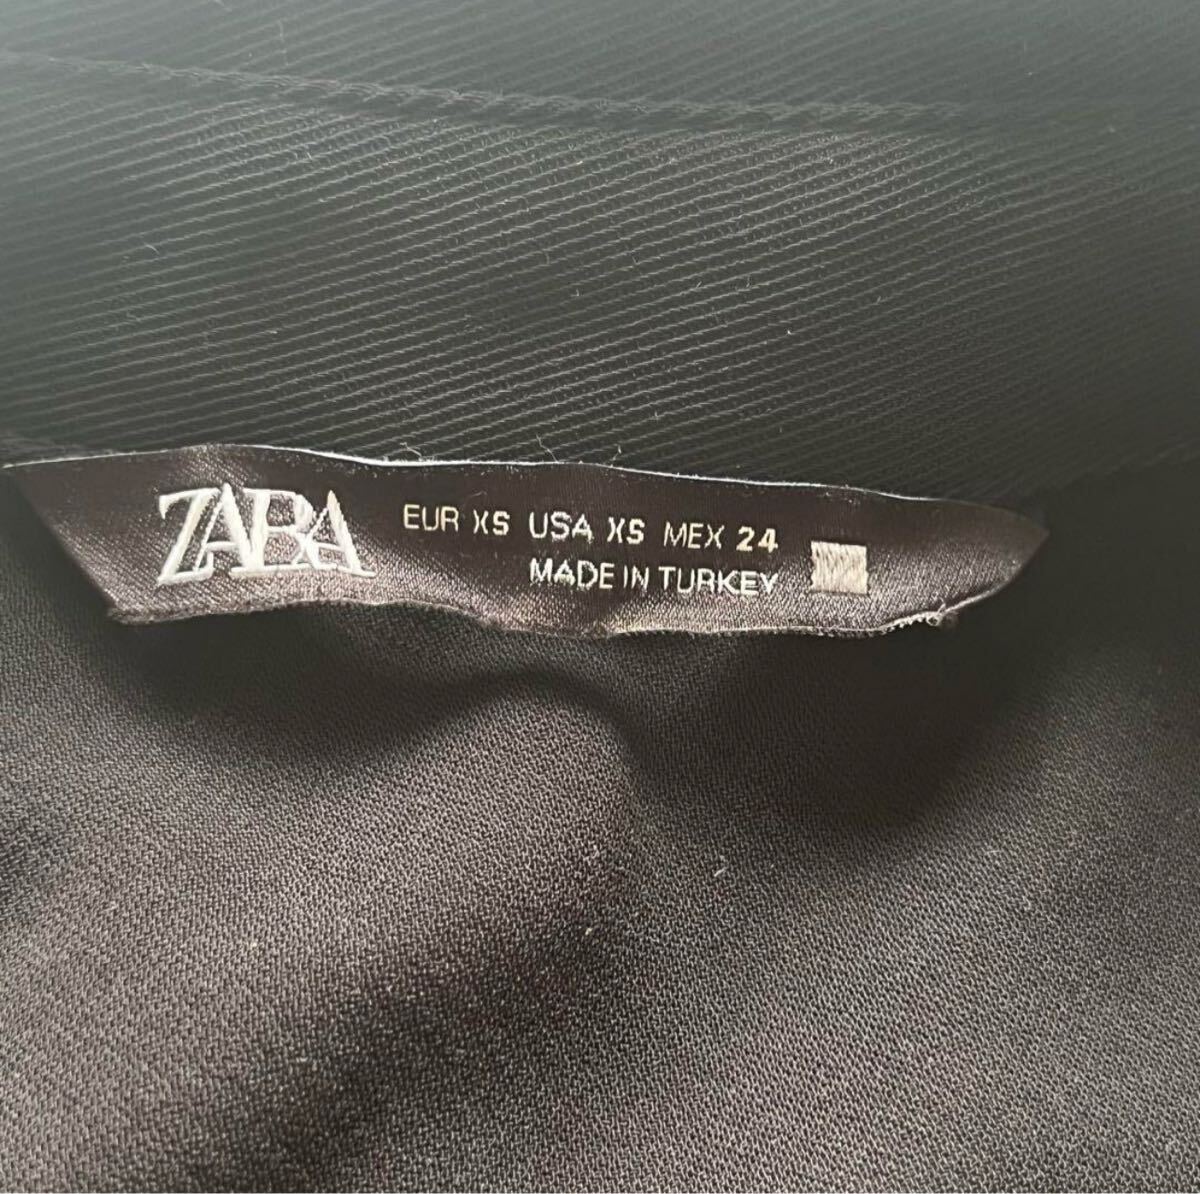 ZARA EUR XS USA XS MEX 24
MADE IN TURKEY